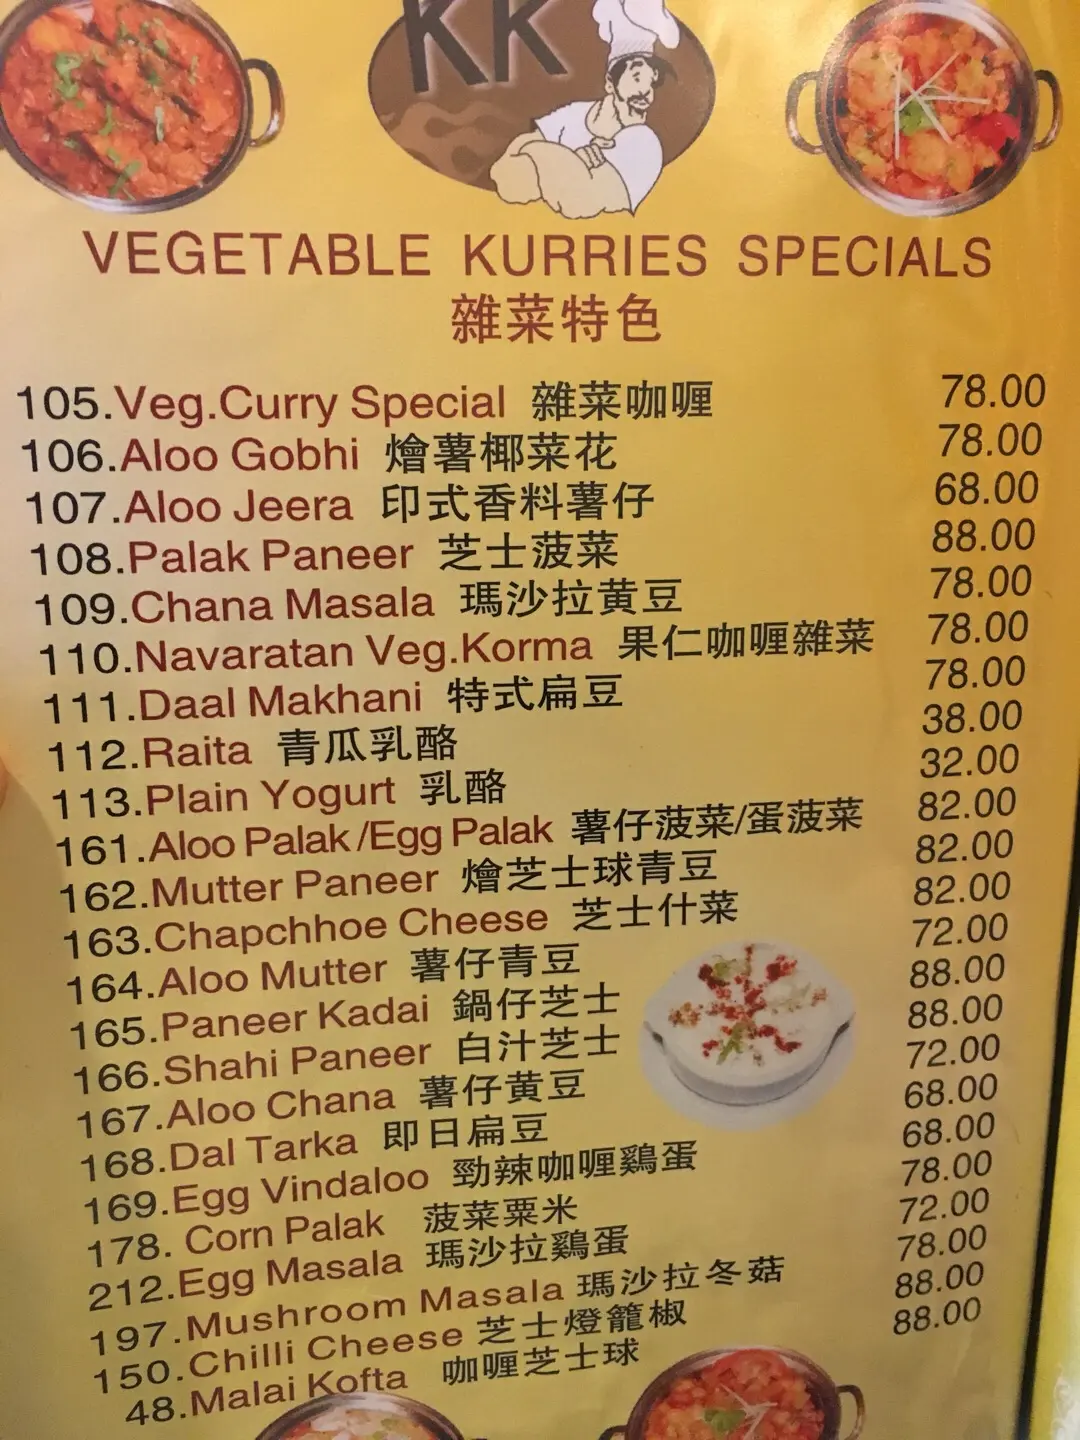 KK
VEGETABLE KURRIES SPECIALS
雜菜特色
105.Veg.Curry Special 雜菜咖喱 78.00
106.Aloo Gobhi 燴薯椰菜花 78.00
107.Aloo Jeera 印式香料薯仔 68.00
108.Palak Paneer 芝士菠菜 88.00
109.Chana Masala 瑪沙拉黃豆 78.00
110.Navaratan Veg.Korma 果仁咖喱雜菜 78.00
111.Daal Makhani 特式扁豆 78.00
112.Raita 青瓜乳酪 38.00
113.Plain Yogurt 乳酪 32.00
161.Aloo Palak/Egg Palak 薯仔菠菜/蛋菠菜 82.00
162.Mutter Paneer 燴芝士球青豆 82.00
163.Chapchhoe Cheese 芝士什菜 82.00
164.Aloo Mutter 薯仔青豆 72.00
165.Paneer Kadai 鍋仔芝士 88.00
166.Shahi Paneer 白汁芝士 88.00
167.Aloo Chana 薯仔黃豆 72.00
168.Dal Tarka 即日扁豆 68.00
169.Egg Vindaloo 勁辣咖喱鷄蛋 68.00
178. Corn Palak 菠菜粟米 78.00
212.Egg Masala 瑪沙拉鷄蛋 72.00
197.Mushroom Masala 瑪沙拉冬菇 78.00
150.Chilli Cheese 芝士燈籠椒 88.00
48.Malai Kofta 咖喱芝士球 88.00